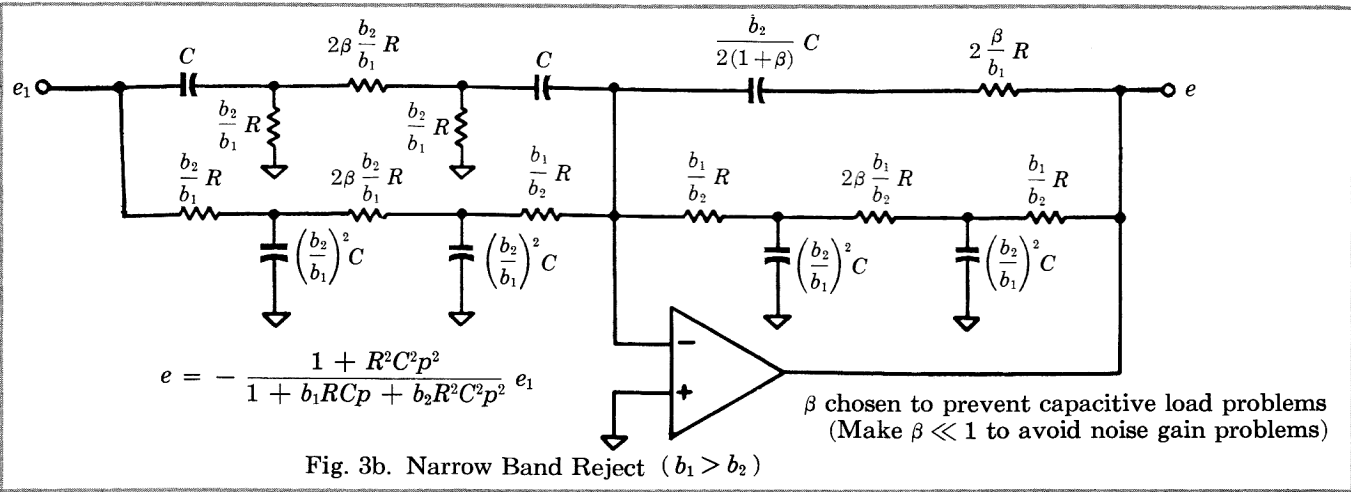 C
2β b₂/b₁ R
C
b₂/2(1+β) C
2 β/b₁ R
e₁
e
b₂/b₁ R
b₂/b₁ R
b₂/b₁ R
2β b₂/b₁ R
b₁/b₂ R
b₁/b₂ R
2β b₁/b₂ R
b₁/b₂ R
(b₂/b₁)² C
(b₂/b₁)² C
(b₂/b₁)² C
(b₂/b₁)² C
−
+
e = − (1 + R²C²p²)/(1 + b₁RCp + b₂R²C²p²) e₁
β chosen to prevent capacitive load problems
(Make β ≪ 1 to avoid noise gain problems)
Fig. 3b. Narrow Band Reject (b₁ > b₂)